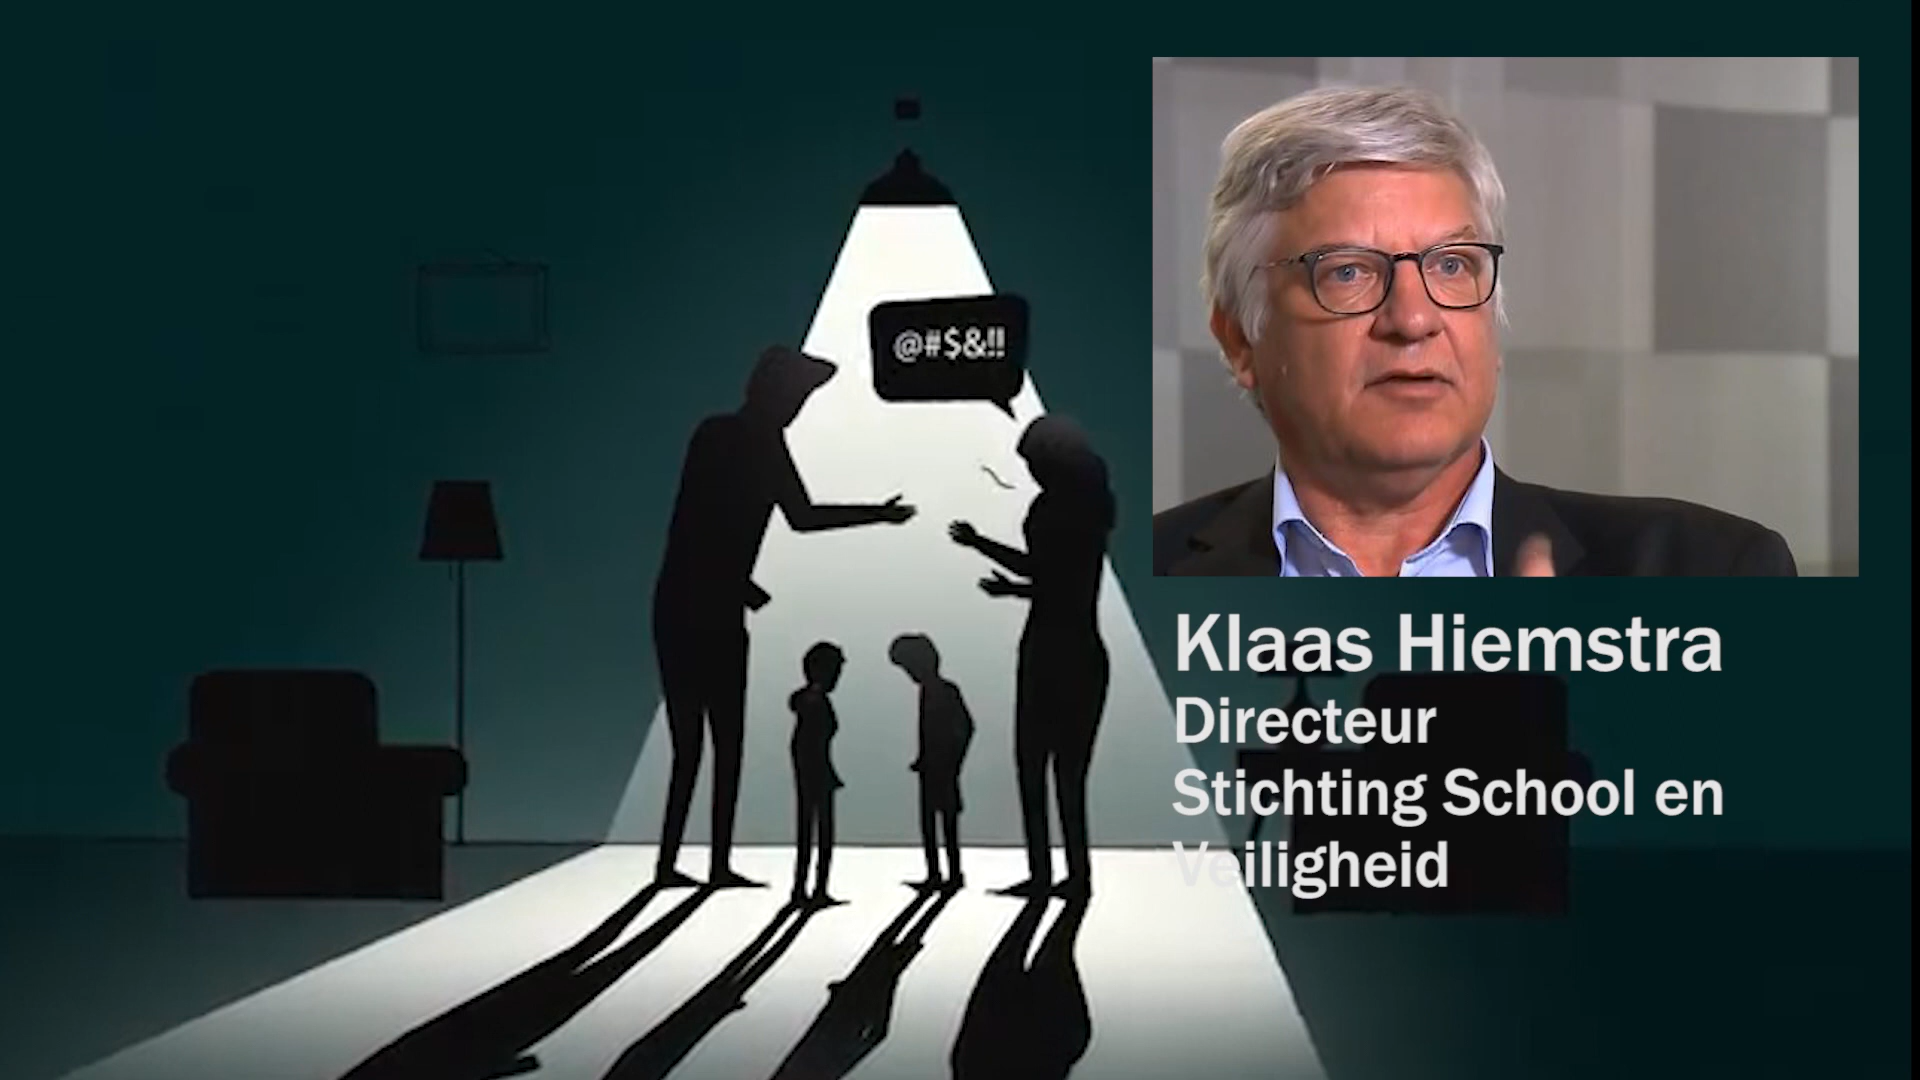 @#$&!!
Klaas Hiemstra
Directeur
Stichting School en
Veiligheid